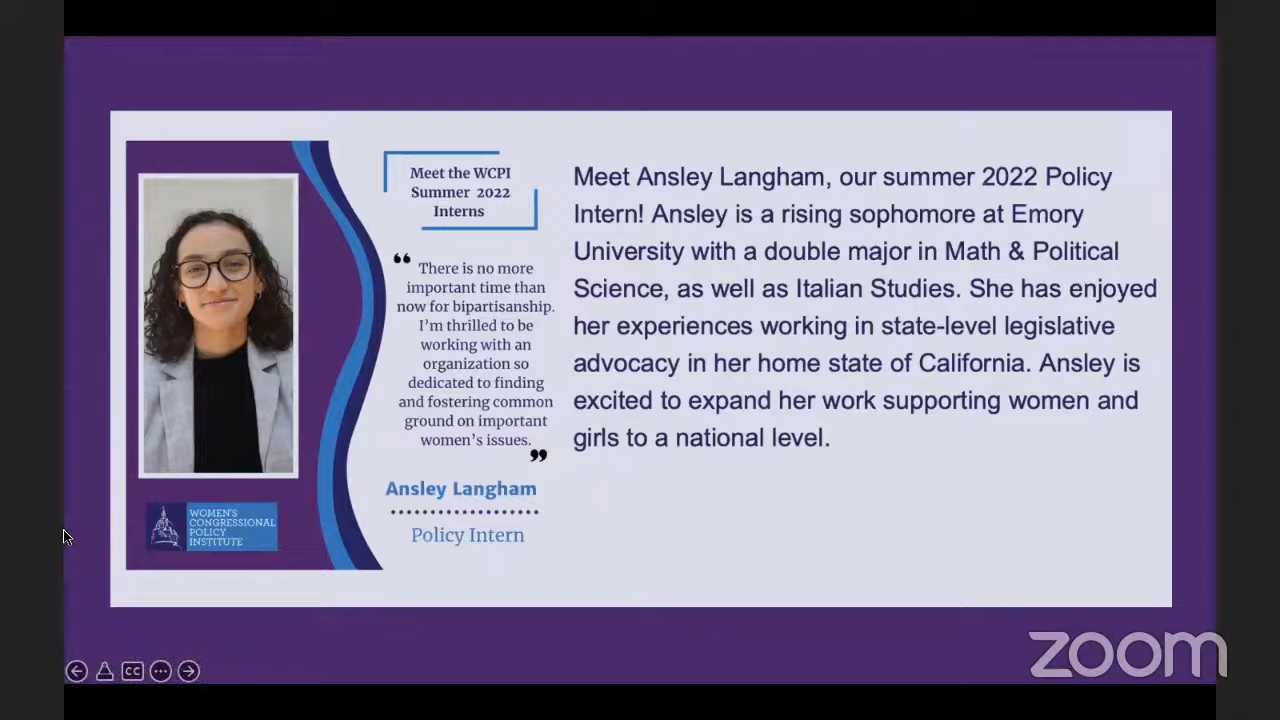 Meet the WCPI
Summer 2022
Interns
“ There is no more
important time than
now for bipartisanship.
I’m thrilled to be
working with an
organization so
dedicated to finding
and fostering common
ground on important
women’s issues.
”
Ansley Langham
Policy Intern
WOMEN'S
CONGRESSIONAL
POLICY
INSTITUTE
Meet Ansley Langham, our summer 2022 Policy
Intern! Ansley is a rising sophomore at Emory
University with a double major in Math & Political
Science, as well as Italian Studies. She has enjoyed
her experiences working in state-level legislative
advocacy in her home state of California. Ansley is
excited to expand her work supporting women and
girls to a national level.
CC
zoom